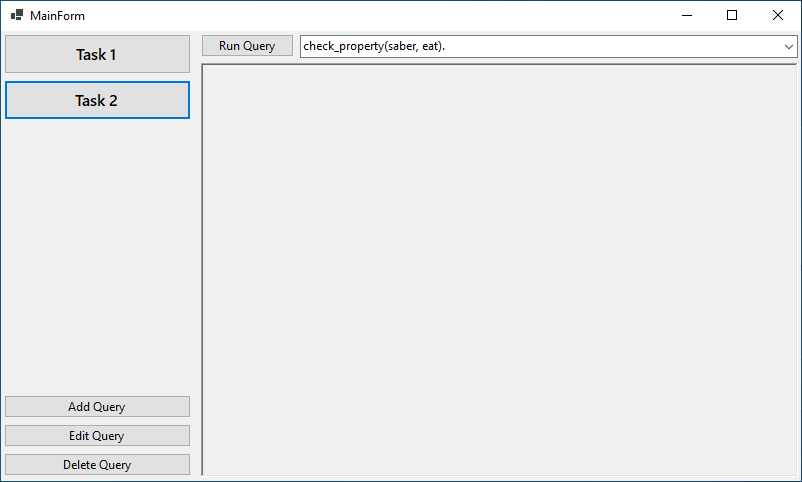 MainForm
Task 1
Task 2
Run Query
check_property(saber, eat).
Add Query
Edit Query
Delete Query